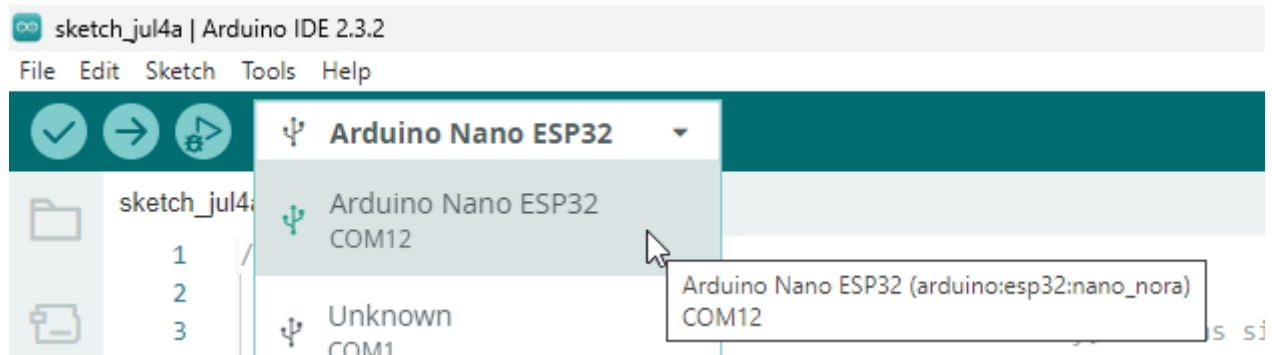 sketch_jul4a | Arduino IDE 2.3.2
File Edit Sketch Tools Help
Arduino Nano ESP32
sketch_jul4a
Arduino Nano ESP32
COM12
1 /
Arduino Nano ESP32 (arduino:esp32:nano_nora)
COM12
2
Unknown
3
COM1